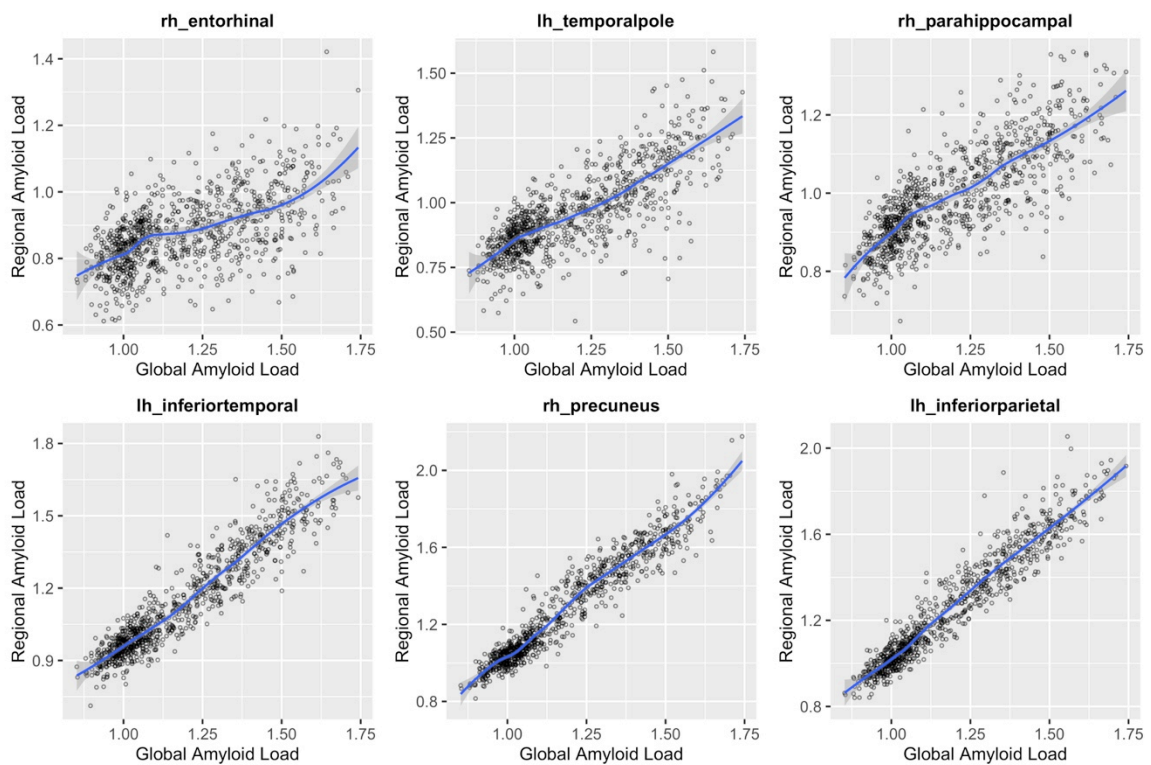 rh_entorhinal
Regional Amyloid Load
1.4
1.2
1.0
0.8
0.6
1.00 1.25 1.50 1.75
Global Amyloid Load
lh_temporalpole
Regional Amyloid Load
1.50
1.25
1.00
0.75
0.50
1.00 1.25 1.50 1.75
Global Amyloid Load
rh_parahippocampal
Regional Amyloid Load
1.2
1.0
0.8
1.00 1.25 1.50 1.75
Global Amyloid Load
lh_inferiortemporal
Regional Amyloid Load
1.8
1.5
1.2
0.9
1.00 1.25 1.50 1.75
Global Amyloid Load
rh_precuneus
Regional Amyloid Load
2.0
1.6
1.2
0.8
1.00 1.25 1.50 1.75
Global Amyloid Load
lh_inferiorparietal
Regional Amyloid Load
2.0
1.6
1.2
0.8
1.00 1.25 1.50 1.75
Global Amyloid Load